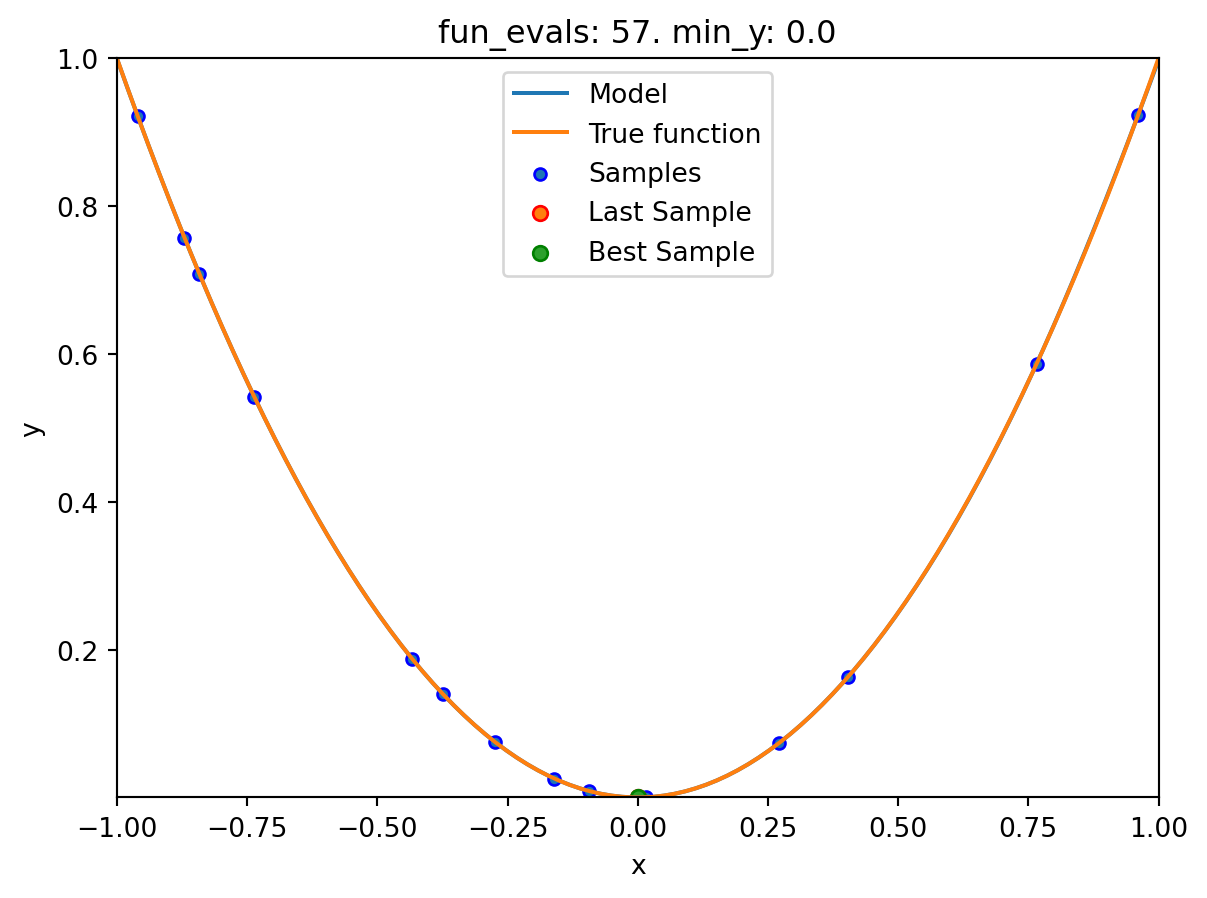 fun_evals: 57. min_y: 0.0
1.0
0.8
0.6
0.4
0.2
y
Model
True function
Samples
Last Sample
Best Sample
−1.00 −0.75 −0.50 −0.25 0.00 0.25 0.50 0.75 1.00
x